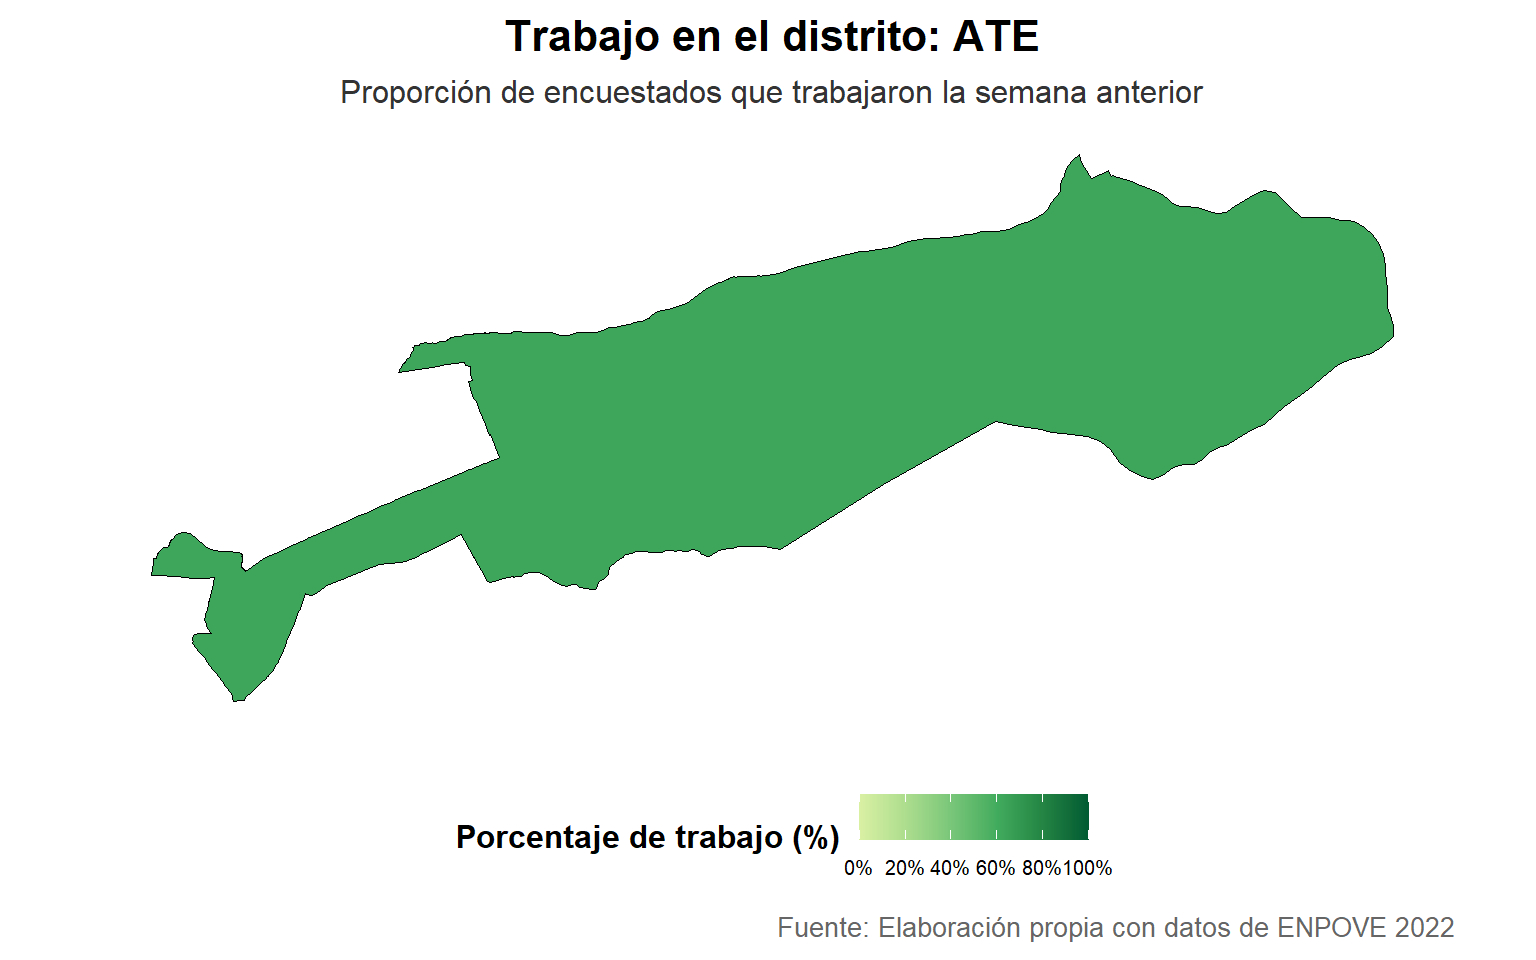 Trabajo en el distrito: ATE
Proporción de encuestados que trabajaron la semana anterior
Porcentaje de trabajo (%)
0% 20% 40% 60% 80% 100%
Fuente: Elaboración propia con datos de ENPOVE 2022